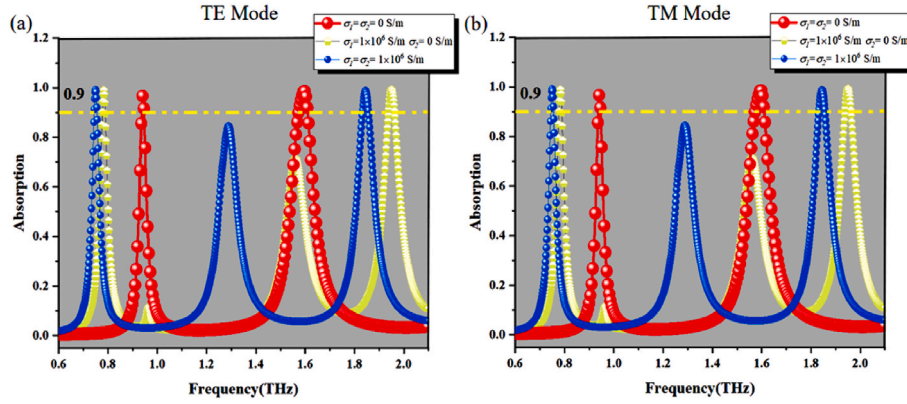 (a) TE Mode
σ₁=σ₂= 0 S/m
σ₁=1×10⁶ S/m σ₂= 0 S/m
σ₁=σ₂= 1×10⁶ S/m
1.2
1.0
0.9
0.8
0.6
0.4
0.2
0.0
Absorption
0.6 0.8 1.0 1.2 1.4 1.6 1.8 2.0
Frequency(THz)
(b) TM Mode
σ₁=σ₂= 0 S/m
σ₁=1×10⁶ S/m σ₂= 0 S/m
σ₁=σ₂= 1×10⁶ S/m
1.2
1.0
0.9
0.8
0.6
0.4
0.2
0.0
Absorption
0.6 0.8 1.0 1.2 1.4 1.6 1.8 2.0
Frequency(THz)